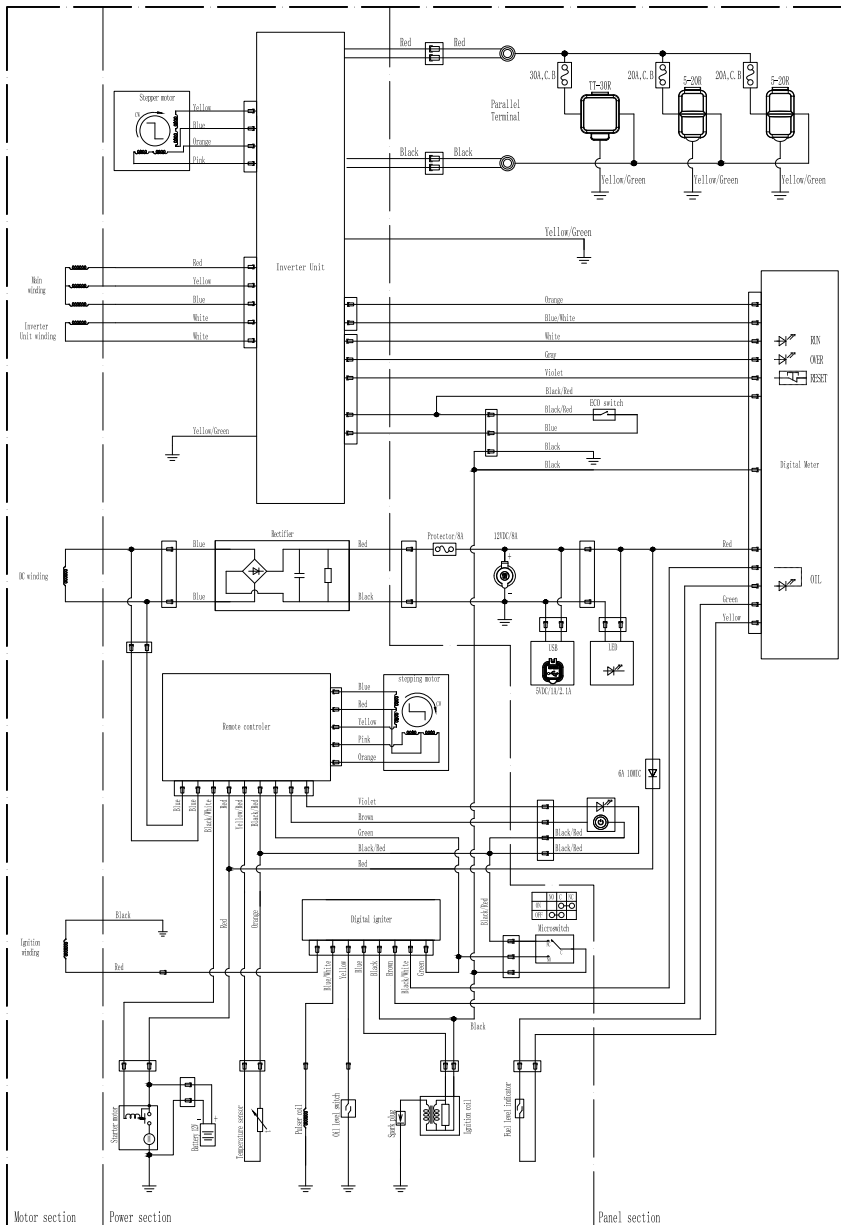 Red
Red
Stepper motor
CW
Yellow
Blue
Orange
Pink
30A,C.B
TT-30R
20A,C.B
5-20R
20A,C.B
5-20R
Parallel
Terminal
Black
Black
Yellow/Green
Yellow/Green
Yellow/Green
Yellow/Green
Inverter Unit
Main
winding
Red
Yellow
Blue
Inverter
Unit winding
White
White
Orange
Blue/White
White
RUN
Gray
OVER
Violet
RESET
Black/Red
Black/Red
ECO switch
Blue
Yellow/Green
Black
Black
Digital Meter
Rectifier
Protector/8A
12VDC/8A
Blue
Red
Red
DC winding
+
-
OIL
Blue
Black
Green
Yellow
USB
5VDC/1A/2.1A
LED
stepping motor
CW
Remote controler
Blue
Red
Yellow
Pink
Orange
6A 10MIC
Blue
Blue
Black/White
Red
Yellow/Red
Black/Red
Violet
Brown
Green
Black/Red
Black/Red
Black/Red
Red
Red
Orange
Black/Red
NO C NC
ON
OFF
Microswitch
Digital igniter
Ignition
winding
Black
Red
Blue/White
Yellow
Blue
Black
Brown
Black/White
Green
Black
Starter motor
Battery 12V
-
+
Temperature sensor
Pulser coil
Oil level switch
Spark plug
Ignition coil
Fuel level indicator
Motor section
Power section
Panel section